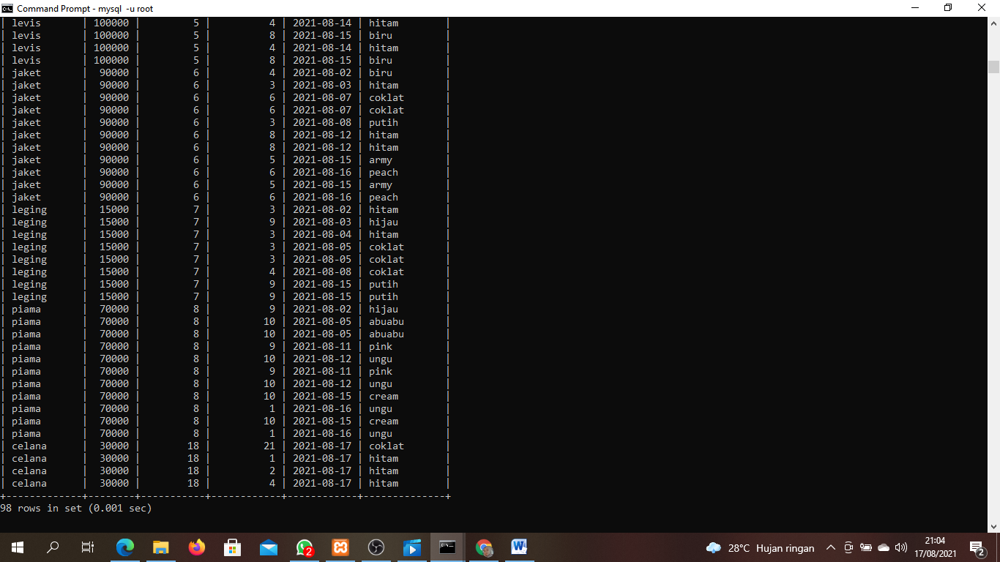 Command Prompt - mysql -u root
| levis | 100000 | 5 | 4 | 2021-08-14 | hitam |
| levis | 100000 | 5 | 8 | 2021-08-15 | biru |
| levis | 100000 | 5 | 4 | 2021-08-14 | hitam |
| levis | 100000 | 5 | 8 | 2021-08-15 | biru |
| jaket | 90000 | 6 | 4 | 2021-08-02 | biru |
| jaket | 90000 | 6 | 3 | 2021-08-03 | hitam |
| jaket | 90000 | 6 | 6 | 2021-08-07 | coklat |
| jaket | 90000 | 6 | 6 | 2021-08-07 | coklat |
| jaket | 90000 | 6 | 3 | 2021-08-08 | putih |
| jaket | 90000 | 6 | 8 | 2021-08-12 | hitam |
| jaket | 90000 | 6 | 8 | 2021-08-12 | hitam |
| jaket | 90000 | 6 | 5 | 2021-08-15 | army |
| jaket | 90000 | 6 | 6 | 2021-08-16 | peach |
| jaket | 90000 | 6 | 5 | 2021-08-15 | army |
| jaket | 90000 | 6 | 6 | 2021-08-16 | peach |
| leging | 15000 | 7 | 3 | 2021-08-02 | hitam |
| leging | 15000 | 7 | 9 | 2021-08-03 | hijau |
| leging | 15000 | 7 | 3 | 2021-08-04 | hitam |
| leging | 15000 | 7 | 3 | 2021-08-05 | coklat |
| leging | 15000 | 7 | 3 | 2021-08-05 | coklat |
| leging | 15000 | 7 | 4 | 2021-08-08 | coklat |
| leging | 15000 | 7 | 9 | 2021-08-15 | putih |
| leging | 15000 | 7 | 9 | 2021-08-15 | putih |
| piama | 70000 | 8 | 9 | 2021-08-02 | hijau |
| piama | 70000 | 8 | 10 | 2021-08-05 | abuabu |
| piama | 70000 | 8 | 10 | 2021-08-05 | abuabu |
| piama | 70000 | 8 | 9 | 2021-08-11 | pink |
| piama | 70000 | 8 | 10 | 2021-08-12 | ungu |
| piama | 70000 | 8 | 9 | 2021-08-11 | pink |
| piama | 70000 | 8 | 10 | 2021-08-12 | ungu |
| piama | 70000 | 8 | 10 | 2021-08-15 | cream |
| piama | 70000 | 8 | 1 | 2021-08-16 | ungu |
| piama | 70000 | 8 | 10 | 2021-08-15 | cream |
| piama | 70000 | 8 | 1 | 2021-08-16 | ungu |
| celana | 30000 | 18 | 21 | 2021-08-17 | coklat |
| celana | 30000 | 18 | 1 | 2021-08-17 | hitam |
| celana | 30000 | 18 | 2 | 2021-08-17 | hitam |
| celana | 30000 | 18 | 4 | 2021-08-17 | hitam |
+-------------+--------+-----------+------------+------------+--------------+
98 rows in set (0.001 sec)
2
28°C Hujan ringan
21:04
17/08/2021
2